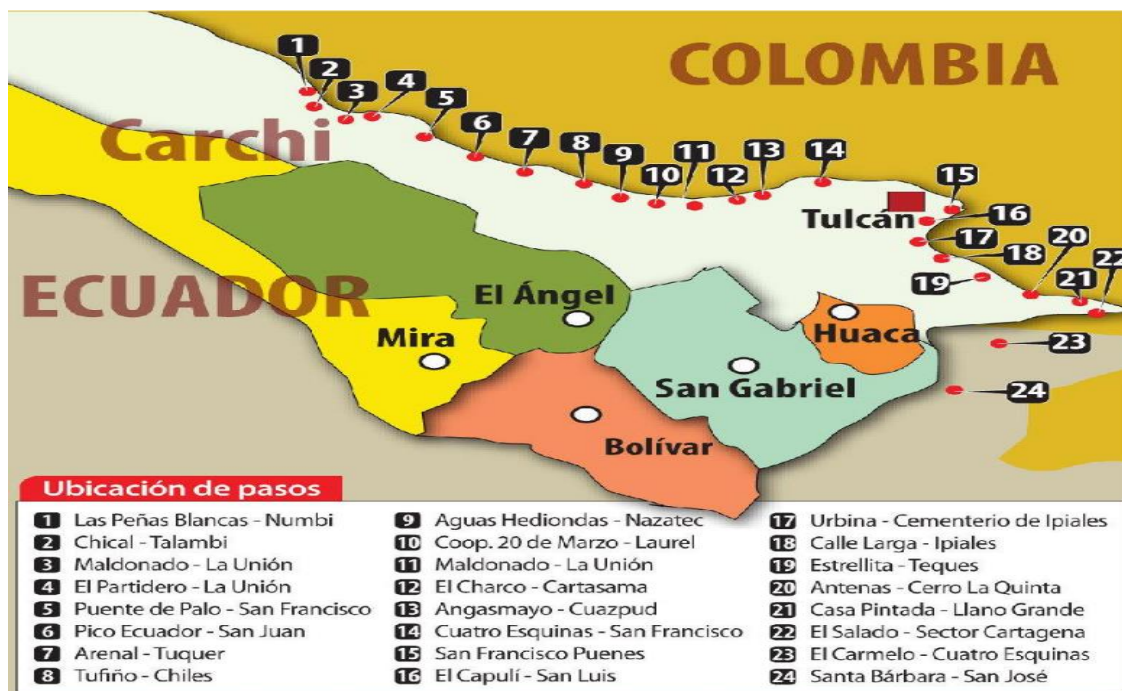 COLOMBIA
1
2
3
4
5
6
7
8
9
10
11
12
13
14
15
Carchi
Tulcán
16
17
18
20
22
19
21
ECUADOR
El Ángel
Mira
Huaca
23
San Gabriel
24
Bolívar
Ubicación de pasos
1 Las Peñas Blancas - Numbi
2 Chical - Talambi
3 Maldonado - La Unión
4 El Partidero - La Unión
5 Puente de Palo - San Francisco
6 Pico Ecuador - San Juan
7 Arenal - Tuquer
8 Tufiño - Chiles
9 Aguas Hediondas - Nazatec
10 Coop. 20 de Marzo - Laurel
11 Maldonado - La Unión
12 El Charco - Cartasama
13 Angasmayo - Cuazpud
14 Cuatro Esquinas - San Francisco
15 San Francisco Puenes
16 El Capulí - San Luis
17 Urbina - Cementerio de Ipiales
18 Calle Larga - Ipiales
19 Estrellita - Teques
20 Antenas - Cerro La Quinta
21 Casa Pintada - Llano Grande
22 El Salado - Sector Cartagena
23 El Carmelo - Cuatro Esquinas
24 Santa Bárbara - San José